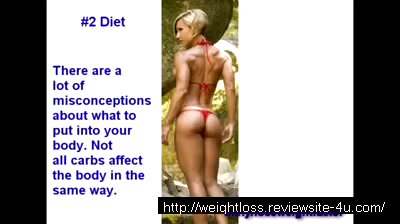 #2 Diet
There are a
lot of
misconceptions
about what to
put into your
body. Not
all carbs affect
the body in the
same way.
http://weightloss.reviewsite-4u.com/